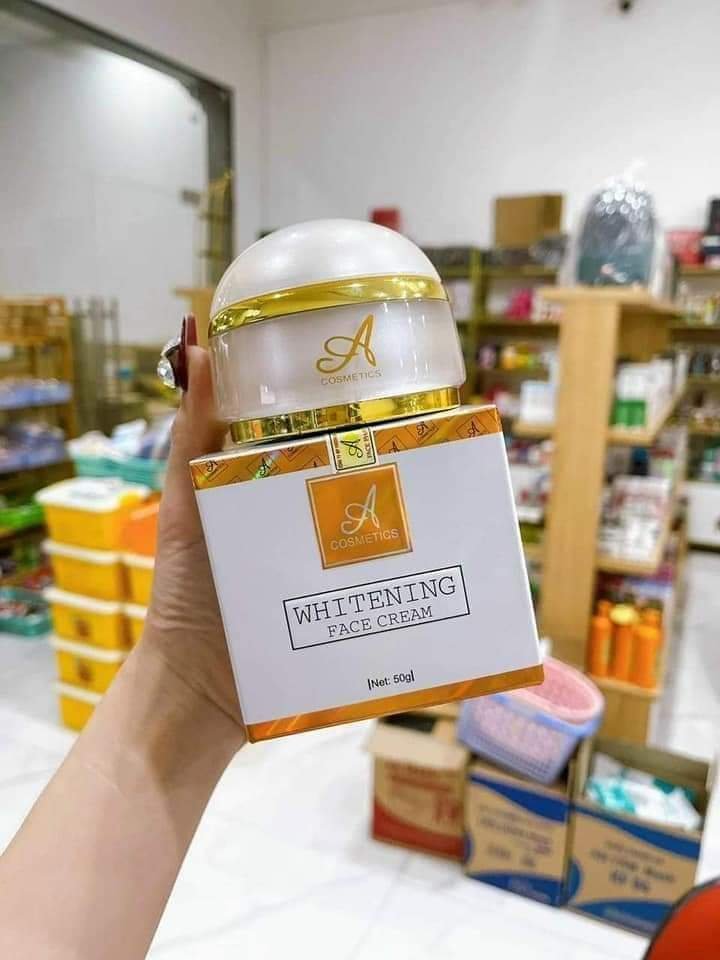 A
COSMETICS
A
A
COSMETICS
WHITENING
FACE CREAM
Net: 50g